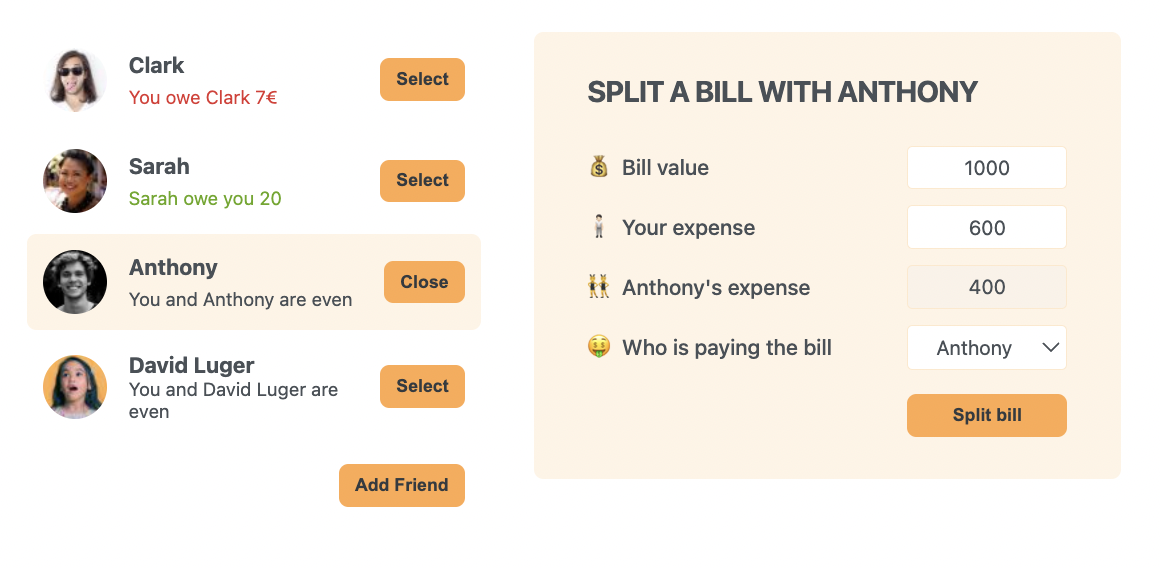 Clark
You owe Clark 7€
Select
Sarah
Sarah owe you 20
Select
Anthony
You and Anthony are even
Close
David Luger
You and David Luger are
even
Select
Add Friend
SPLIT A BILL WITH ANTHONY
💰 Bill value
1000
🧍🏻‍♂️ Your expense
600
👯 Anthony's expense
400
🤑 Who is paying the bill
Anthony
Split bill